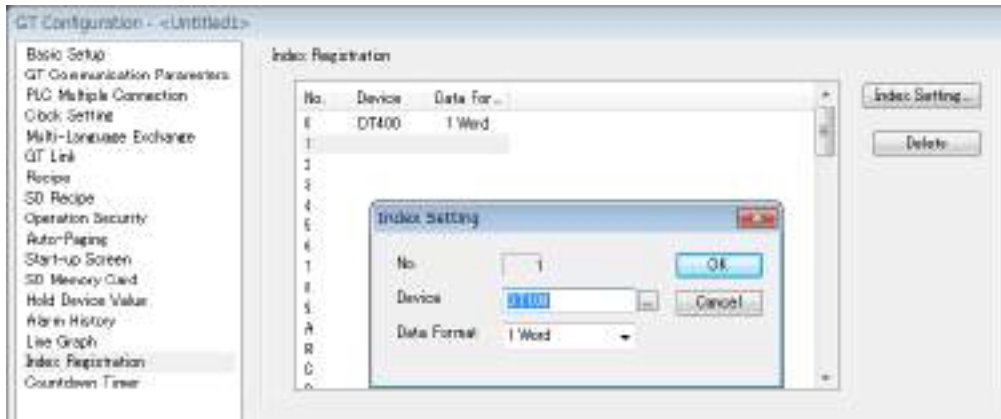 GT Configuration - <Untitled1>
Basic Setup
GT Communication Parameters
PLC Multiple Connection
Clock Setting
Multi-Language Exchange
GT Link
Recipe
SD Recipe
Operation Security
Auto-Paging
Start-up Screen
SD Memory Card
Hold Device Value
Alarm History
Line Graph
Index Registration
Countdown Timer
Index Registration
No. Device Data For...
0 DT400 1 Word
1
2
3
4
5
6
7
8
9
A
B
C
Index Setting...
Delete
Index Setting
No. 1
OK
Device DT100 ...
Cancel
Data Format 1 Word